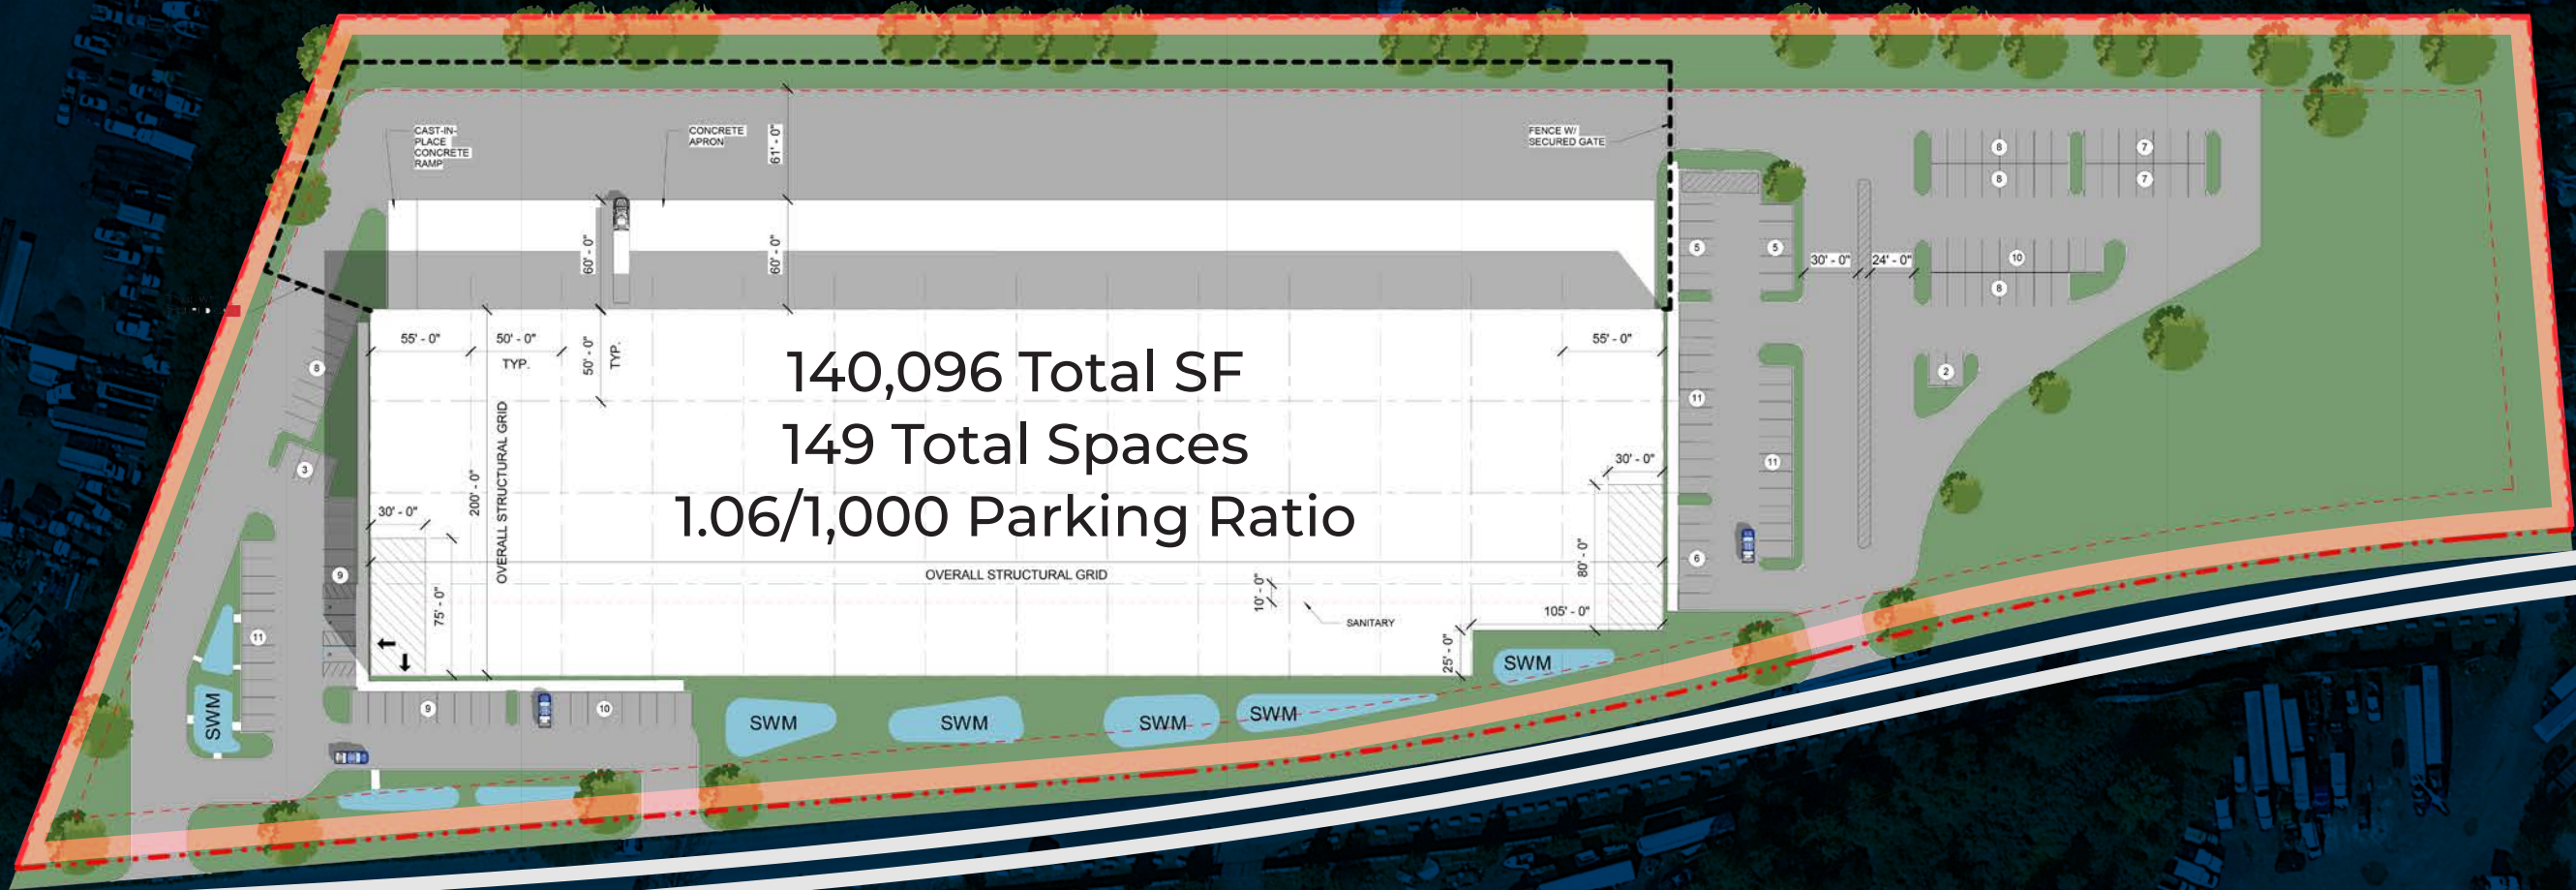 CAST-IN-
PLACE
CONCRETE
RAMP
CONCRETE
APRON
61' - 0"
FENCE W/
SECURED GATE
8
7
8
7
60' - 0"
60' - 0"
5
5
30' - 0"
24' - 0"
10
8
55' - 0"
50' - 0"
TYP.
50' - 0"
TYP.
55' - 0"
8
2
140,096 Total SF
149 Total Spaces
1.06/1,000 Parking Ratio
11
11
3
200' - 0"
OVERALL STRUCTURAL GRID
30' - 0"
30' - 0"
80' - 0"
6
9
OVERALL STRUCTURAL GRID
75' - 0"
10' - 0"
SANITARY
105' - 0"
11
25' - 0"
SWM
SWM
9
10
SWM
SWM
SWM
SWM